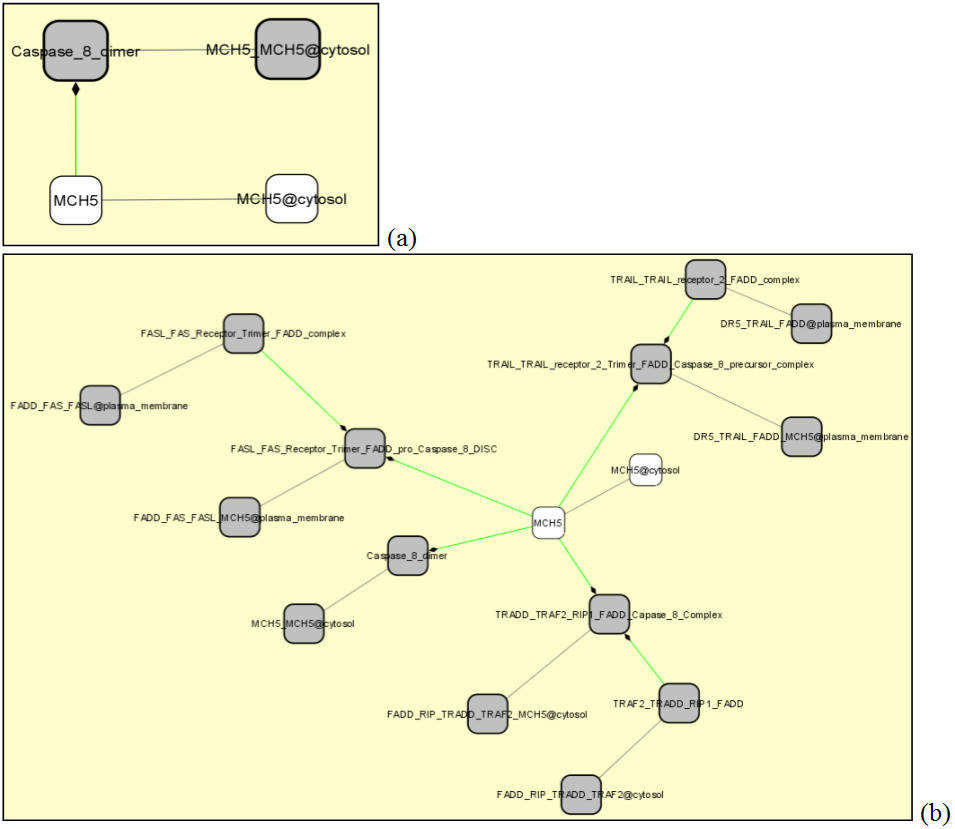 Caspase_8_dimer
MCH5_MCH5@cytosol
MCH5
MCH5@cytosol
(a)
TRAIL_TRAIL_receptor_2_FADD_complex
DR5_TRAIL_FADD@plasma_membrane
FASL_FAS_Receptor_Trimer_FADD_complex
TRAIL_TRAIL_receptor_2_Trimer_FADD_Caspase_8_precursor_complex
FADD_FAS_FASL@plasma_membrane
DR5_TRAIL_FADD_MCH5@plasma_membrane
FASL_FAS_Receptor_Trimer_FADD_pro_Caspase_8_DISC
MCH5@cytosol
FADD_FAS_FASL_MCH5@plasma_membrane
MCH5
Caspase_8_dimer
TRADD_TRAF2_RIP1_FADD_Capase_8_Complex
MCH5_MCH5@cytosol
TRAF2_TRADD_RIP1_FADD
FADD_RIP_TRADD_TRAF2_MCH5@cytosol
FADD_RIP_TRADD_TRAF2@cytosol
(b)